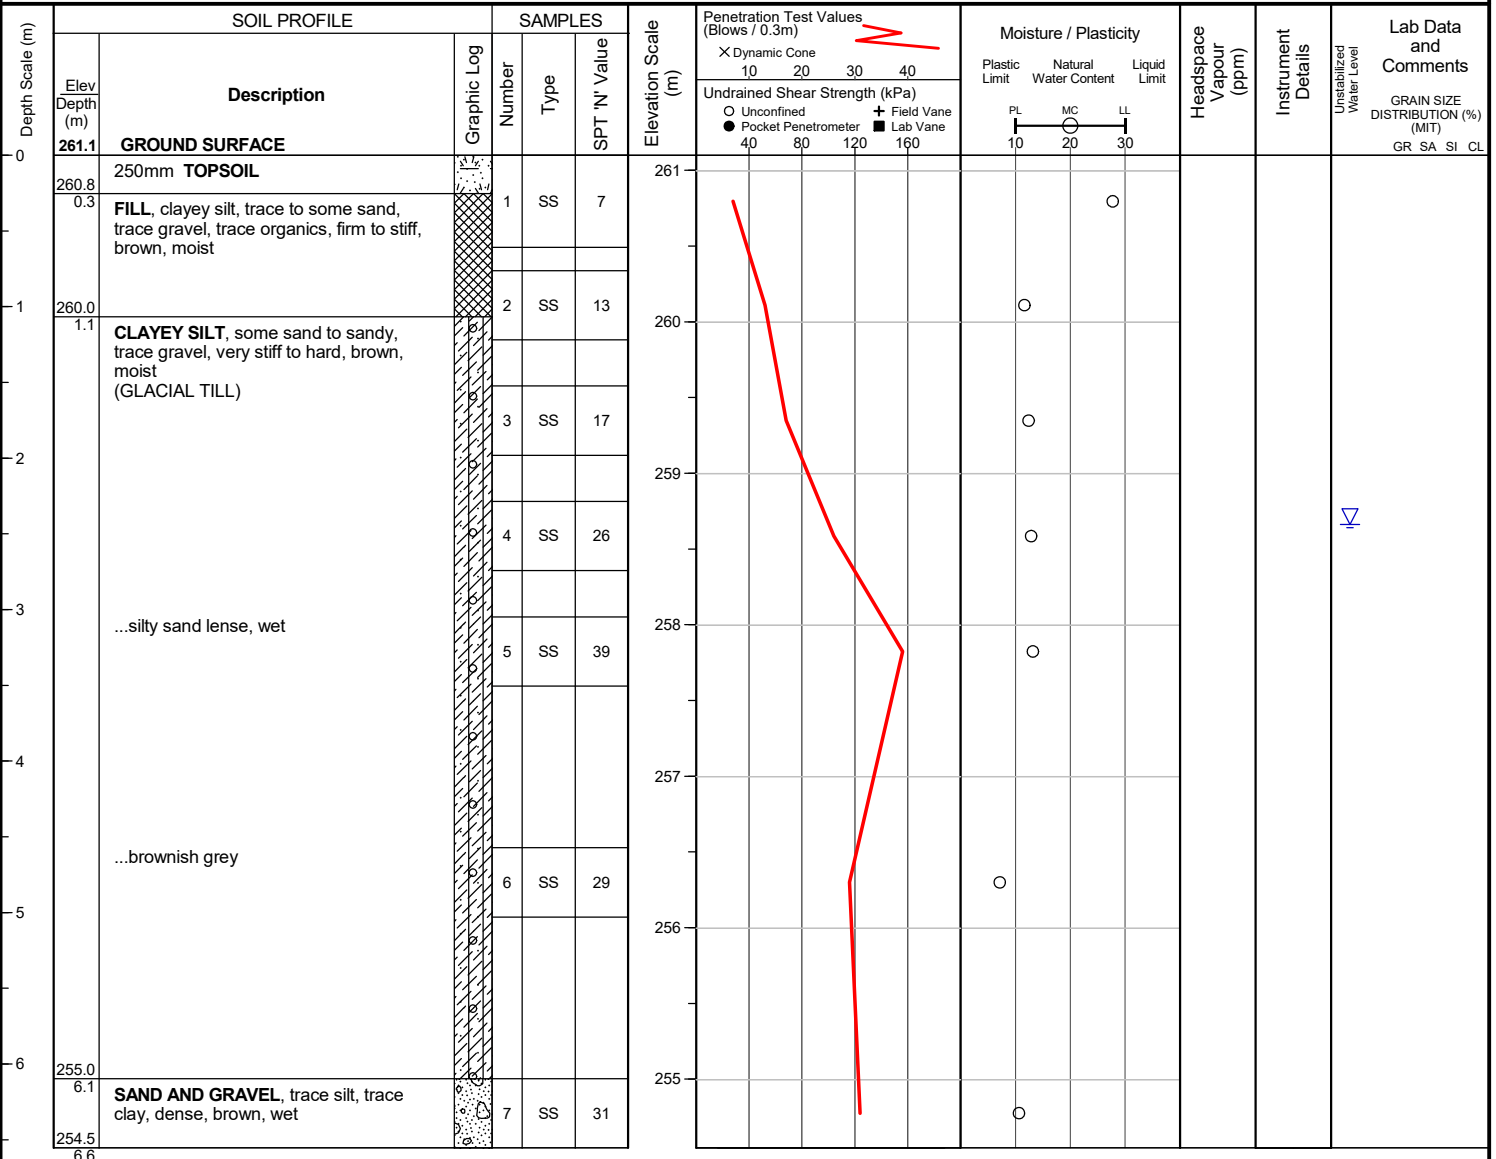 Depth Scale (m)
SOIL PROFILE
Elev
Depth
(m)
Description
261.1 GROUND SURFACE
Graphic Log
SAMPLES
Number
Type
SPT 'N' Value
Elevation Scale
(m)
Penetration Test Values
(Blows / 0.3m)
× Dynamic Cone
10 20 30 40
Undrained Shear Strength (kPa)
Unconfined + Field Vane
Pocket Penetrometer Lab Vane
40 80 120 160
Moisture / Plasticity
Plastic Natural Liquid
Limit Water Content Limit
PL MC LL
10 20 30
Headspace
Vapour
(ppm)
Instrument
Details
Unstabilized
Water Level
Lab Data
and
Comments
GRAIN SIZE
DISTRIBUTION (%)
(MIT)
GR SA SI CL
0
250mm TOPSOIL
261
260.8
0.3
FILL, clayey silt, trace to some sand,
trace gravel, trace organics, firm to stiff,
brown, moist
1 SS 7
1
260.0
1.1
2 SS 13
260
CLAYEY SILT, some sand to sandy,
trace gravel, very stiff to hard, brown,
moist
(GLACIAL TILL)
3 SS 17
2
259
4 SS 26
3
...silty sand lense, wet
258
5 SS 39
4
257
...brownish grey
6 SS 29
5
256
6
255.0
6.1
255
SAND AND GRAVEL, trace silt, trace
clay, dense, brown, wet
7 SS 31
254.5
6.6